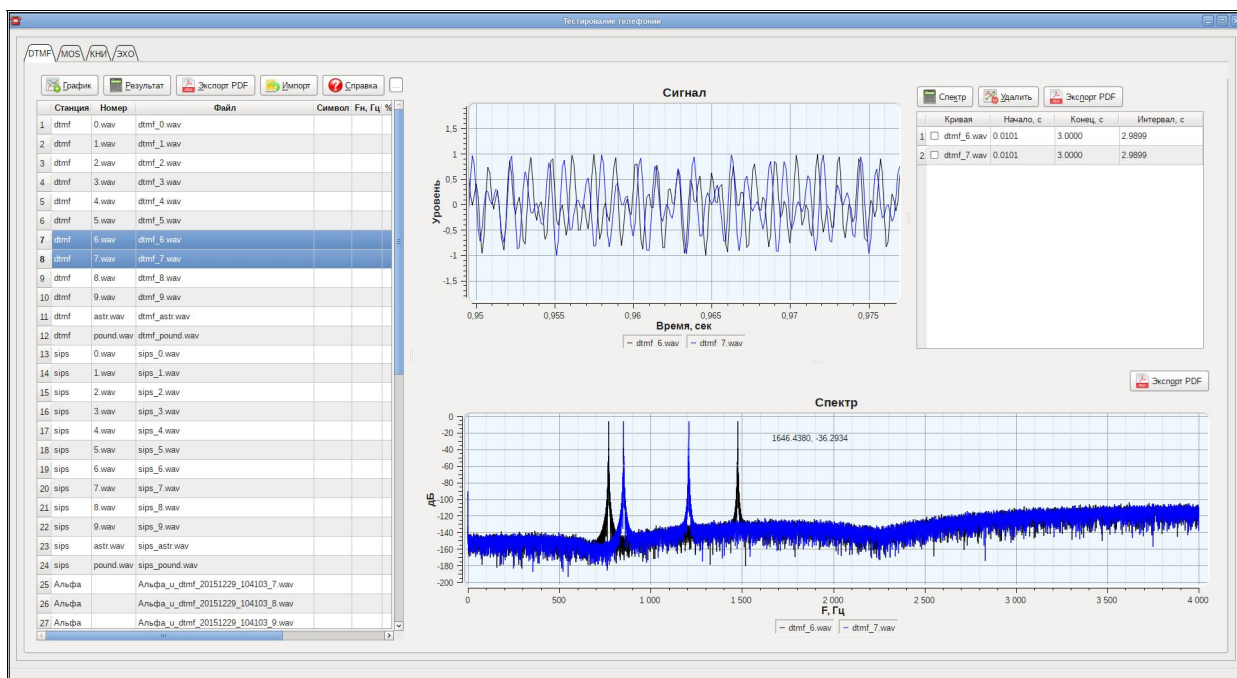 Тестирование телефонии
DTMF MOS КНИ ЭХО
График Результат Экспорт PDF Импорт Справка ...
Станция Номер Файл Символ Fн, Гц %
1 dtmf 0.wav dtmf_0.wav
2 dtmf 1.wav dtmf_1.wav
3 dtmf 2.wav dtmf_2.wav
4 dtmf 3.wav dtmf_3.wav
5 dtmf 4.wav dtmf_4.wav
6 dtmf 5.wav dtmf_5.wav
7 dtmf 6.wav dtmf_6.wav
8 dtmf 7.wav dtmf_7.wav
9 dtmf 8.wav dtmf_8.wav
10 dtmf 9.wav dtmf_9.wav
11 dtmf astr.wav dtmf_astr.wav
12 dtmf pound.wav dtmf_pound.wav
13 sips 0.wav sips_0.wav
14 sips 1.wav sips_1.wav
15 sips 2.wav sips_2.wav
16 sips 3.wav sips_3.wav
17 sips 4.wav sips_4.wav
18 sips 5.wav sips_5.wav
19 sips 6.wav sips_6.wav
20 sips 7.wav sips_7.wav
21 sips 8.wav sips_8.wav
22 sips 9.wav sips_9.wav
23 sips astr.wav sips_astr.wav
24 sips pound.wav sips_pound.wav
25 Альфа Альфа_u_dtmf_20151229_104103_7.wav
26 Альфа Альфа_u_dtmf_20151229_104103_8.wav
27 Альфа Альфа_u_dtmf_20151229_104103_9.wav
Сигнал
Уровень
1,5
1
0,5
0
-0,5
-1
-1,5
0,95 0,955 0,96 0,965 0,97 0,975
Время, сек
dtmf_6.wav dtmf_7.wav
Спектр Удалить Экспорт PDF
Кривая Начало, с Конец, с Интервал, с
1 dtmf_6.wav 0.0101 3.0000 2.9899
2 dtmf_7.wav 0.0101 3.0000 2.9899
Экспорт PDF
Спектр
1646.4380, -36.2934
дБ
0
-20
-40
-60
-80
-100
-120
-140
-160
-180
-200
0 500 1 000 1 500 2 000 2 500 3 000 3 500 4 000
F, Гц
dtmf_6.wav dtmf_7.wav